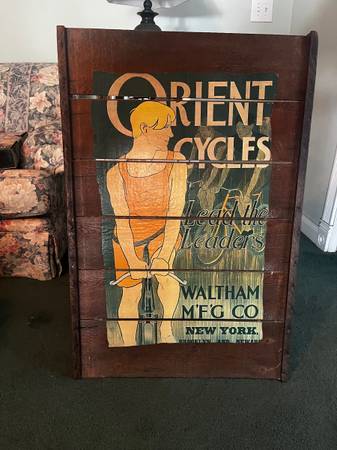 ORIENT
CYCLES
Lead the
Leaders
WALTHAM
M'F'G CO
NEW YORK.